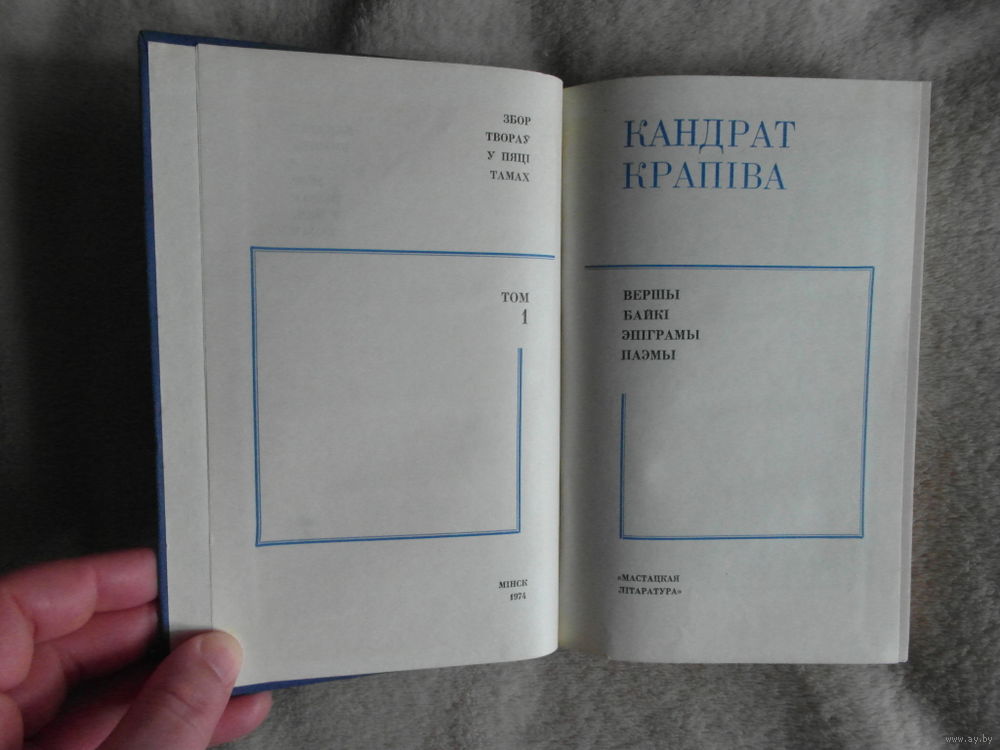 ЗБОР
ТВОРАЎ
У ПЯЦІ
ТАМАХ
ТОМ
1
МІНСК
1974
КАНДРАТ
КРАПІВА
ВЕРШЫ
БАЙКІ
ЭПІГРАМЫ
ПАЭМЫ
«МАСТАЦКАЯ
ЛІТАРАТУРА»
www.ay.by